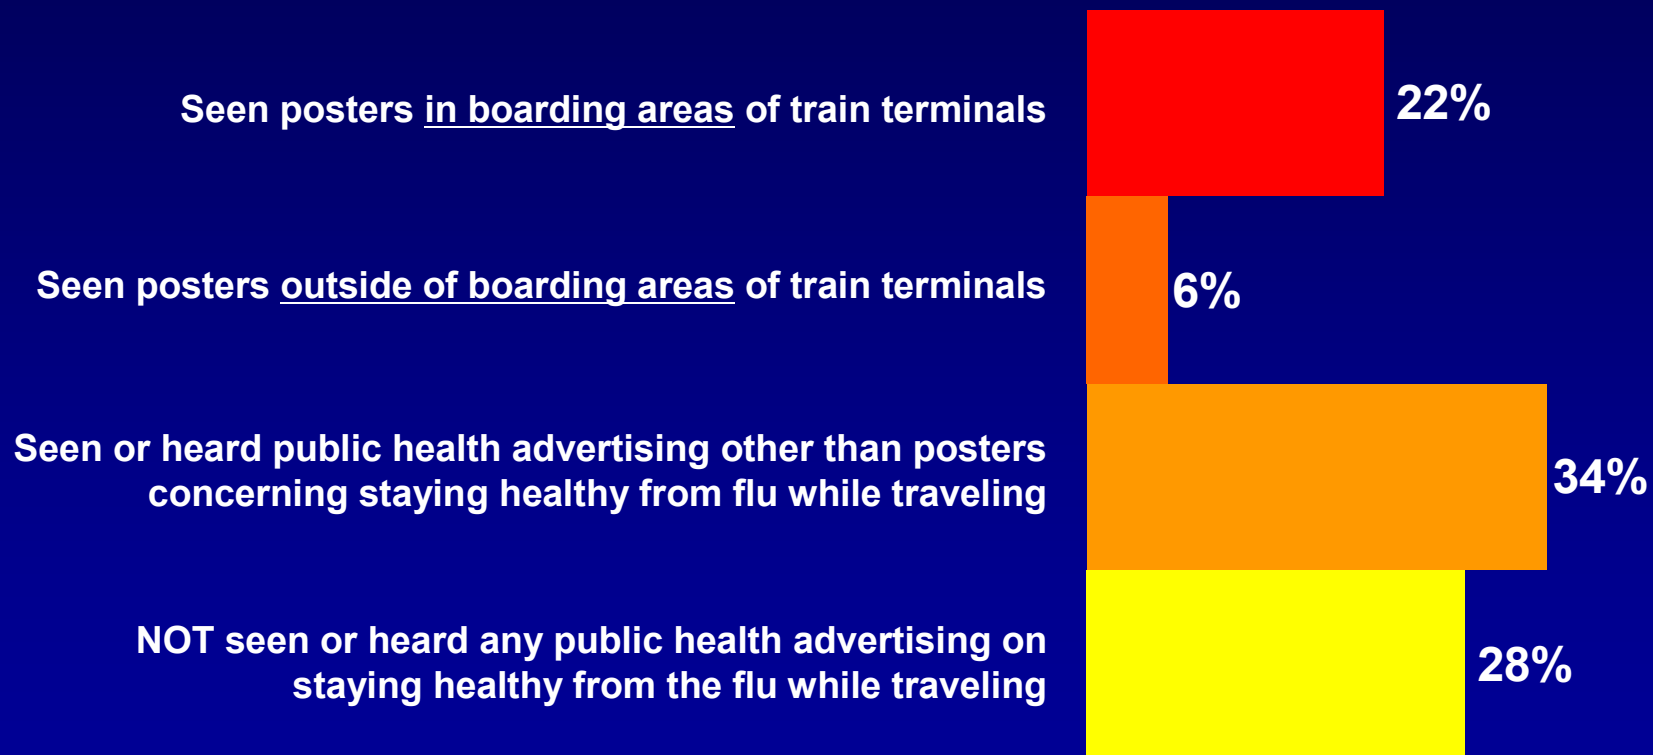 Seen posters in boarding areas of train terminals
22%
Seen posters outside of boarding areas of train terminals
6%
Seen or heard public health advertising other than posters
concerning staying healthy from flu while traveling
34%
NOT seen or heard any public health advertising on
staying healthy from the flu while traveling
28%